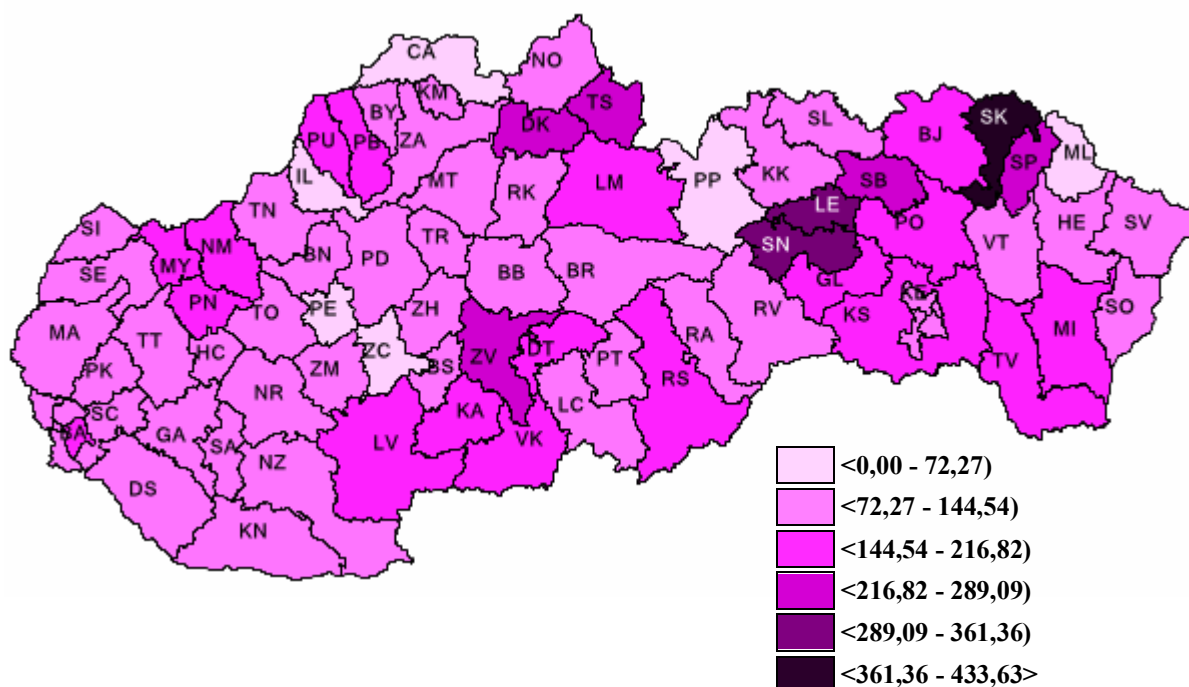 CA
NO
KM
TS
BY
DK
PU
PB
ZA
SL
BJ
SK
SP
ML
IL
MT
RK
LM
PP
KK
SB
LE
TN
SI
NM
TR
PO
HE
SV
VT
SN
MY
BN
PD
BB
BR
SE
GL
KE
PN
TO
PE
ZH
RV
KS
SO
MA
TT
HC
ZC
ZV
DT
PT
RA
MI
TV
PK
ZM
BS
RS
NR
SC
KA
LC
BA
GA
SA
LV
VK
NZ
DS
KN
<0,00 - 72,27)
<72,27 - 144,54)
<144,54 - 216,82)
<216,82 - 289,09)
<289,09 - 361,36)
<361,36 - 433,63>